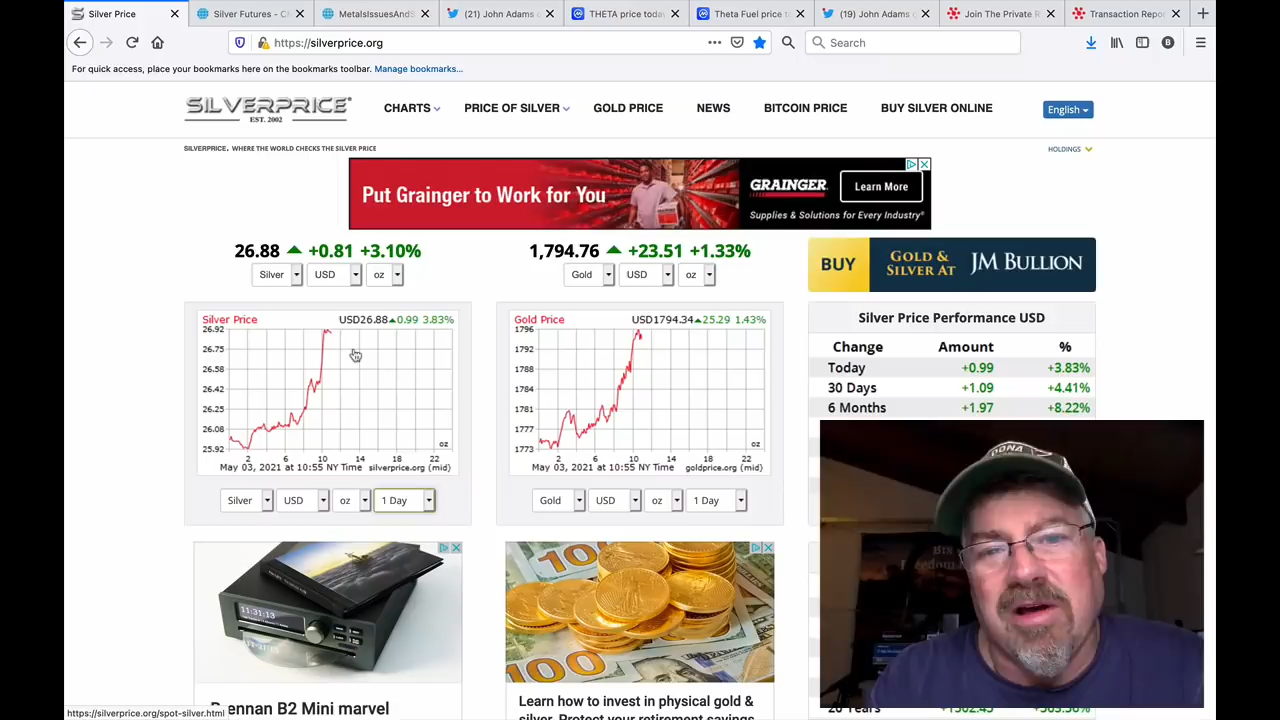 Silver Price
Silver Futures - C
MetalsIssuesAndS
(21) John Adams o
THETA price today
Theta Fuel price t
(19) John Adams o
Join The Private R
Transaction Repo
https://silverprice.org
Search
For quick access, place your bookmarks here on the bookmarks toolbar. Manage bookmarks...
SILVERPRICE®
EST. 2002
CHARTS
PRICE OF SILVER
GOLD PRICE
NEWS
BITCOIN PRICE
BUY SILVER ONLINE
English
SILVERPRICE. WHERE THE WORLD CHECKS THE SILVER PRICE
HOLDINGS
Put Grainger to Work for You
GRAINGER
Learn More
Supplies & Solutions for Every Industry®
26.88 +0.81 +3.10%
Silver USD oz
1,794.76 +23.51 +1.33%
Gold USD oz
BUY GOLD & SILVER AT JM BULLION
Silver Price USD26.88 0.99 3.83%
26.92
26.75
26.58
26.42
26.25
26.08
25.92
oz
2 6 10 14 18 22
May 03, 2021 at 10:55 NY Time silverprice.org (mid)
Silver USD oz 1 Day
Gold Price USD1794.34 25.29 1.43%
1796
1792
1788
1784
1781
1777
1773
oz
2 6 10 14 18 22
May 03, 2021 at 10:55 NY Time goldprice.org (mid)
Gold USD oz 1 Day
Silver Price Performance USD
Change Amount %
Today +0.99 +3.83%
30 Days +1.09 +4.41%
6 Months +1.97 +8.22%
11:31:13
100
100
Brennan B2 Mini marvel
Learn how to invest in physical gold &
silver. Protect your retirement savings
20 Years
https://silverprice.org/spot-silver.html